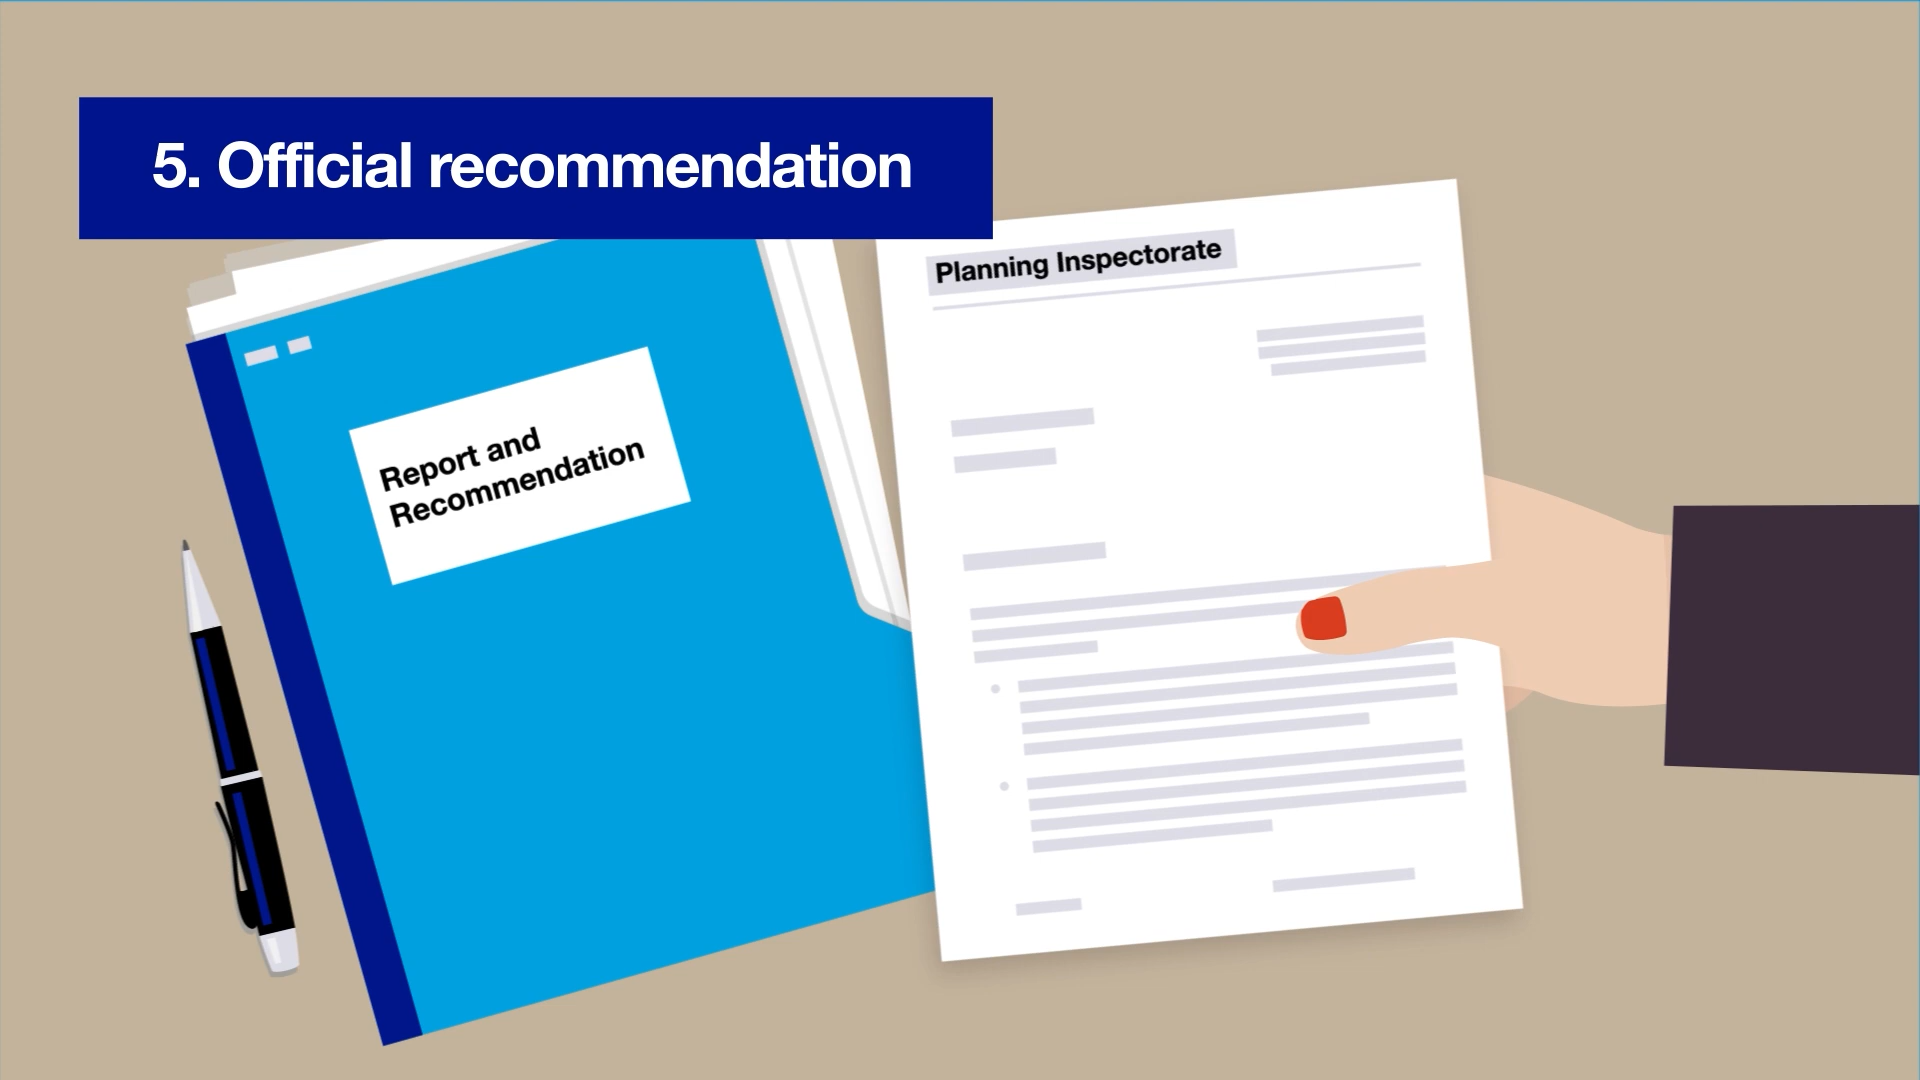 5. Official recommendation
Planning Inspectorate
Report and
Recommendation